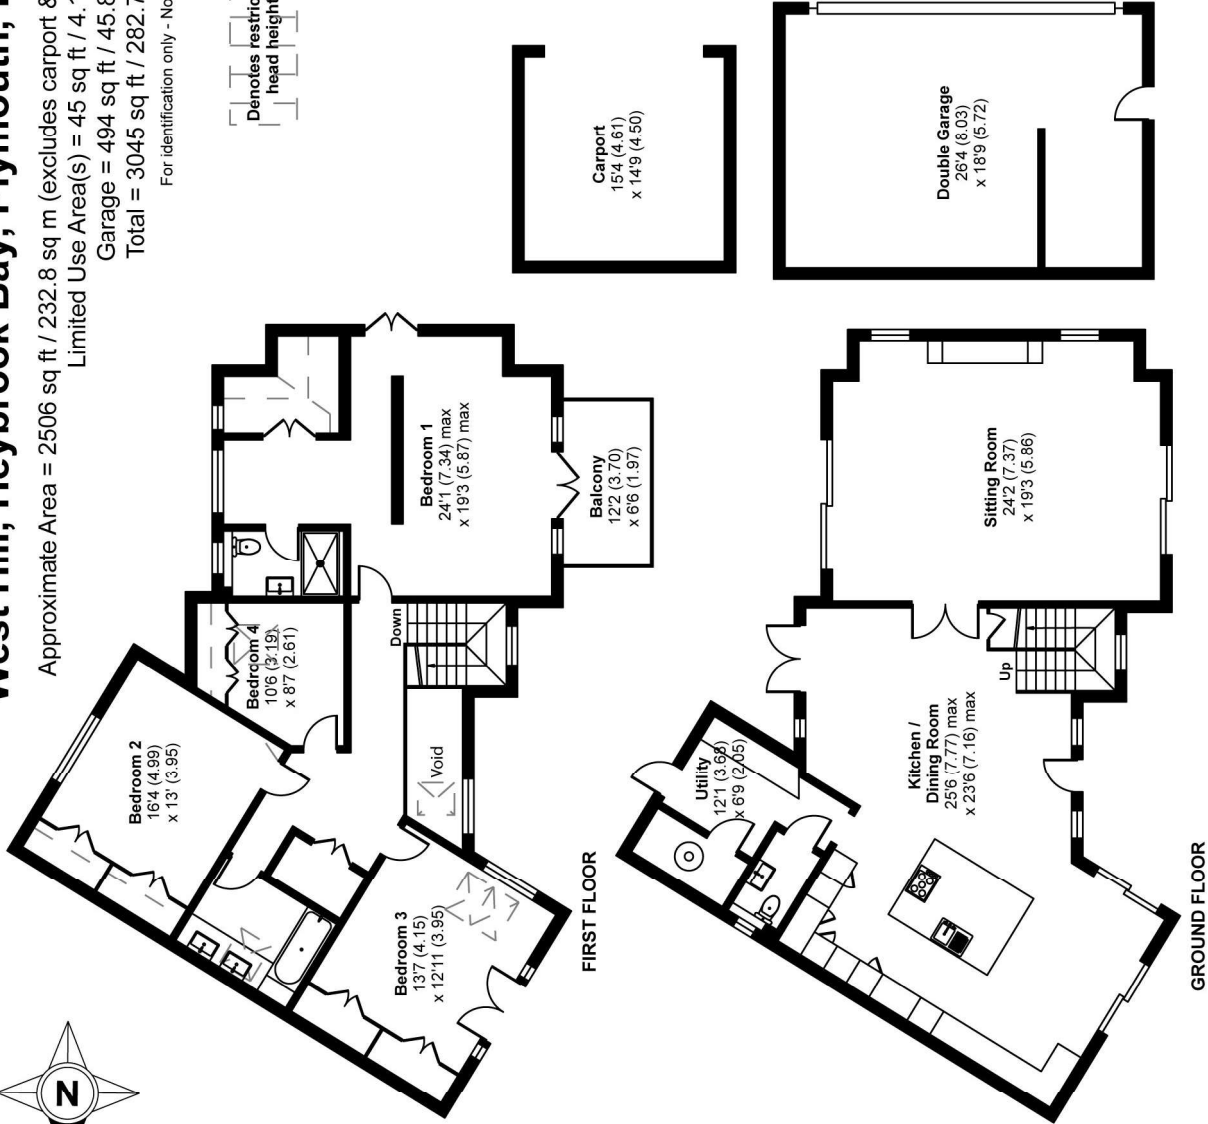 West Hill, Heybrook Bay, Plymouth,
Approximate Area = 2506 sq ft / 232.8 sq m (excludes carport &
Limited Use Area(s) = 45 sq ft / 4.
Garage = 494 sq ft / 45.8
Total = 3045 sq ft / 282.7
For identification only - No
Denotes restric
head height
Bedroom 2
16'4 (4.99)
x 13' (3.95)
Bedroom 4
10'6 (3.19)
x 8'7 (2.61)
Down
Void
Bedroom 3
13'7 (4.15)
x 12'11 (3.95)
Bedroom 1
24'1 (7.34) max
x 19'3 (5.87) max
Balcony
12'2 (3.70)
x 6'6 (1.97)
FIRST FLOOR
Carport
15'4 (4.61)
x 14'9 (4.50)
Double Garage
26'4 (8.03)
x 18'9 (5.72)
Utility
12'1 (3.68)
x 6'9 (2.05)
Kitchen /
Dining Room
25'6 (7.77) max
x 23'6 (7.16) max
Up
Sitting Room
24'2 (7.37)
x 19'3 (5.86)
GROUND FLOOR
N